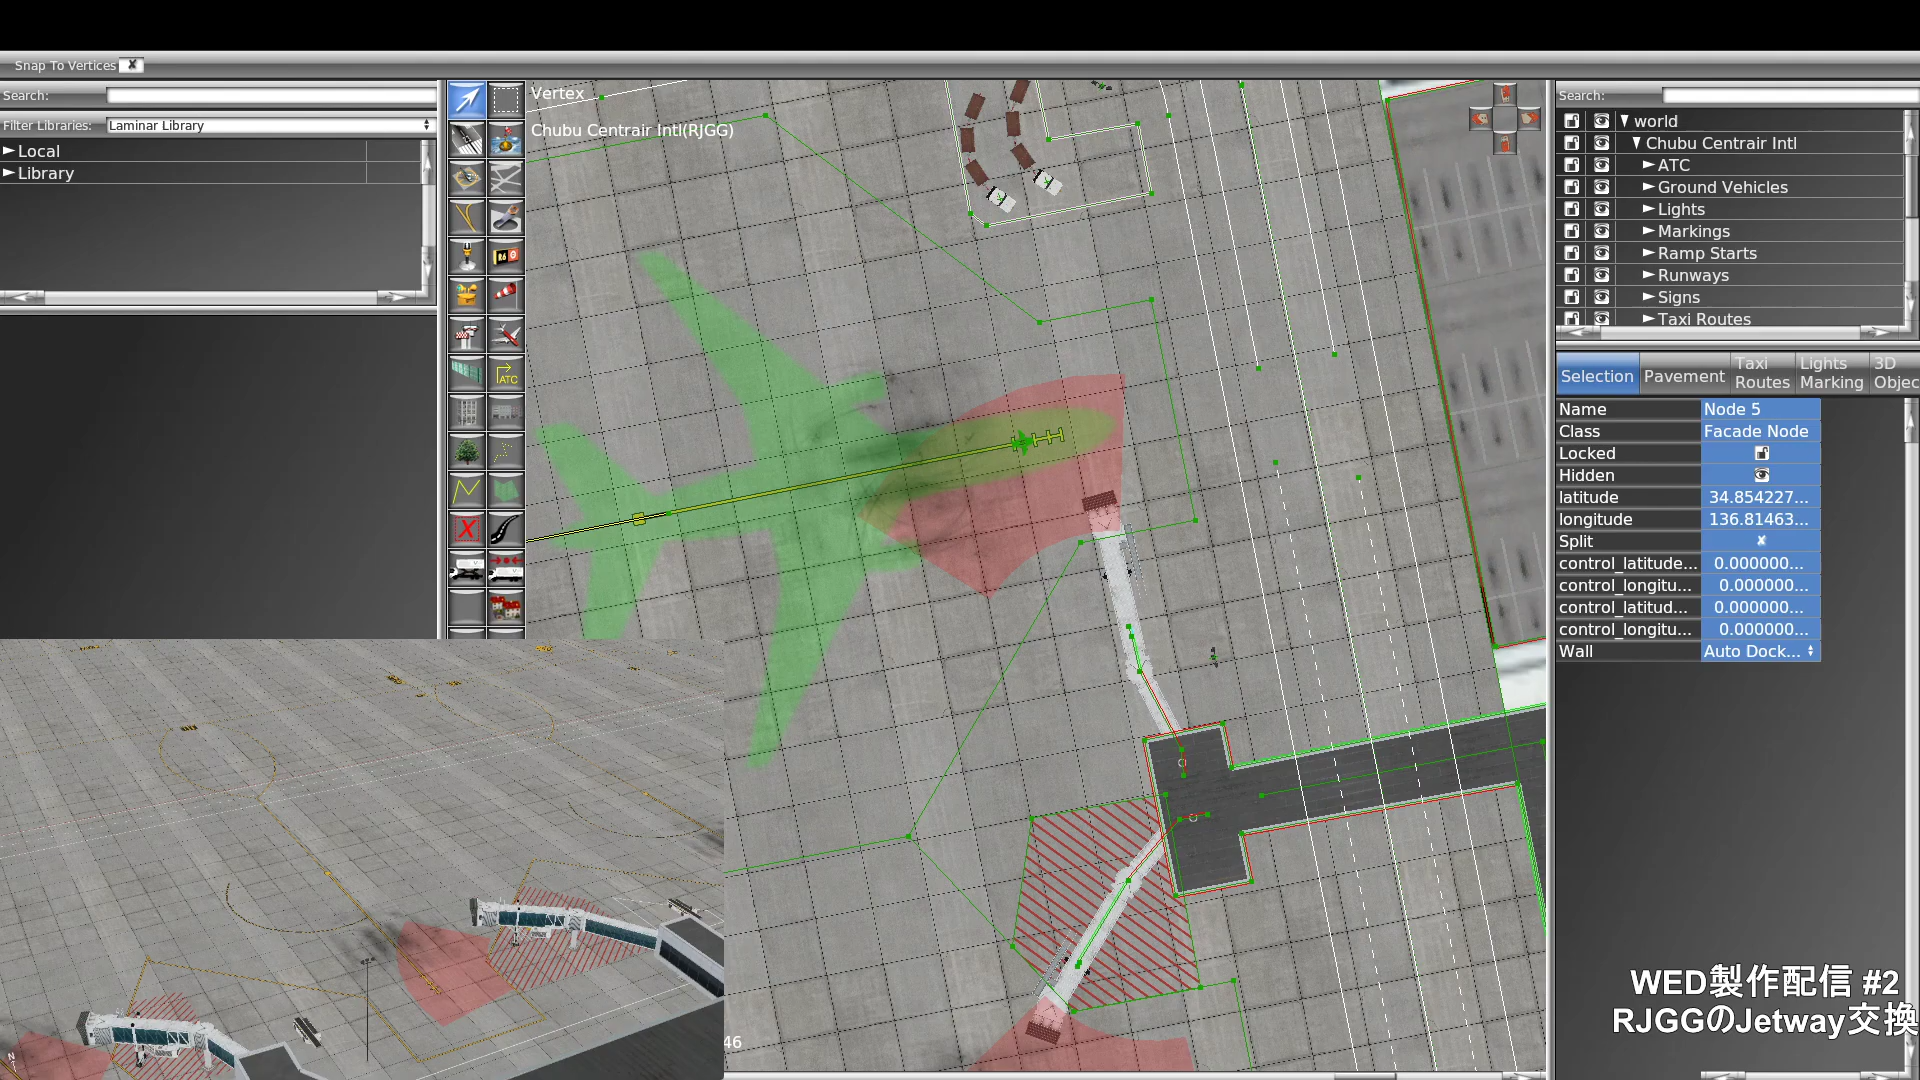 Snap To Vertices
Search:
Filter Libraries: Laminar Library
Local
Library
Vertex
Chubu Centrair Intl(RJGG)
ATC
46
Search:
world
Chubu Centrair Intl
ATC
Ground Vehicles
Lights
Markings
Ramp Starts
Runways
Signs
Taxi Routes
Selection
Pavement
Taxi Routes
Lights Marking
3D Objec
Name Node 5
Class Facade Node
Locked
Hidden
latitude 34.854227...
longitude 136.81463...
Split
control_latitude... 0.000000...
control_longitu... 0.000000...
control_latitud... 0.000000...
control_longitu... 0.000000...
Wall Auto Dock...
WED製作配信 #2
RJGGのJetway交換